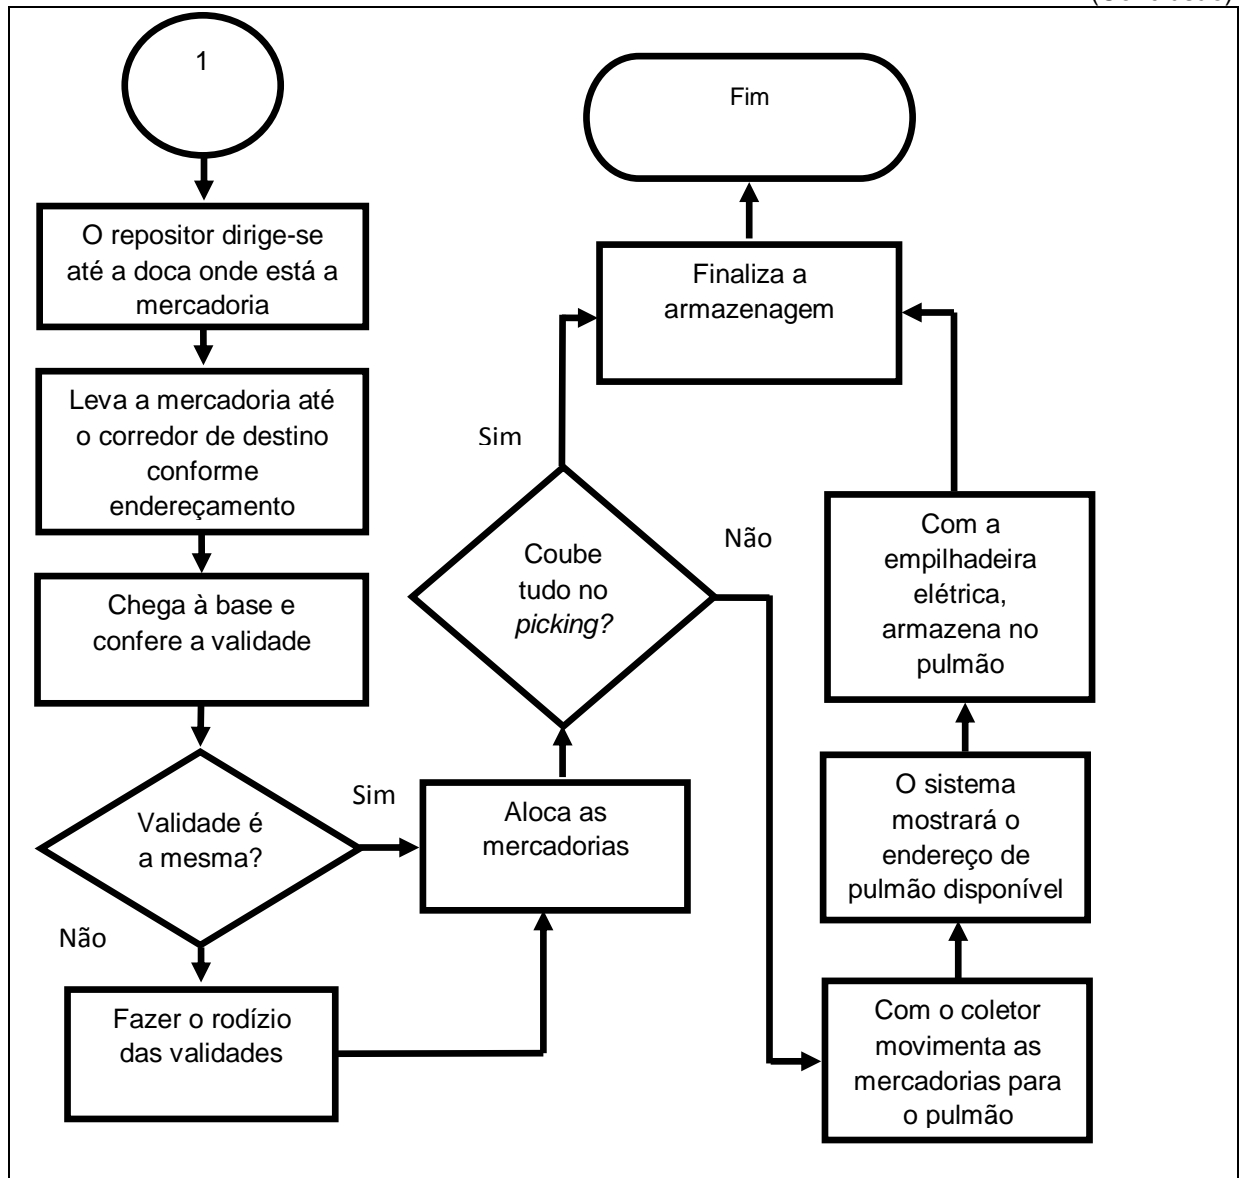 1
O repositor dirige-se
até a doca onde está a
mercadoria
Leva a mercadoria até
o corredor de destino
conforme
endereçamento
Chega à base e
confere a validade
Validade é
a mesma?
Sim
Não
Fazer o rodízio
das validades
Aloca as
mercadorias
Coube
tudo no
picking?
Sim
Não
Com o coletor
movimenta as
mercadorias para
o pulmão
O sistema
mostrará o
endereço de
pulmão disponível
Com a
empilhadeira
elétrica,
armazena no
pulmão
Finaliza a
armazenagem
Fim